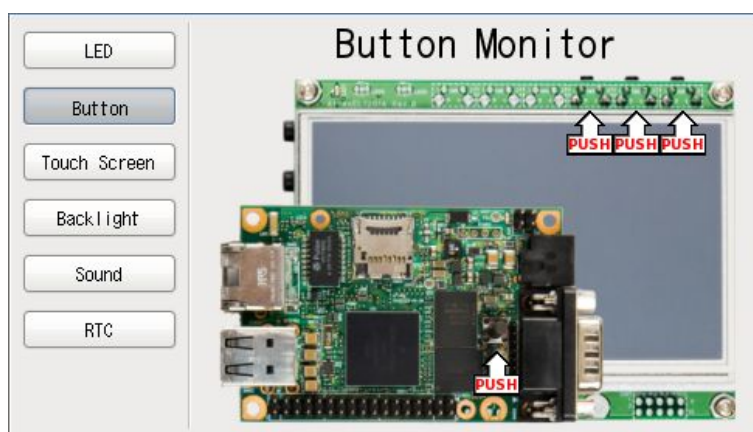 Button Monitor
LED
Button
Touch Screen
Backlight
Sound
RTC
PUSH PUSH PUSH
PUSH